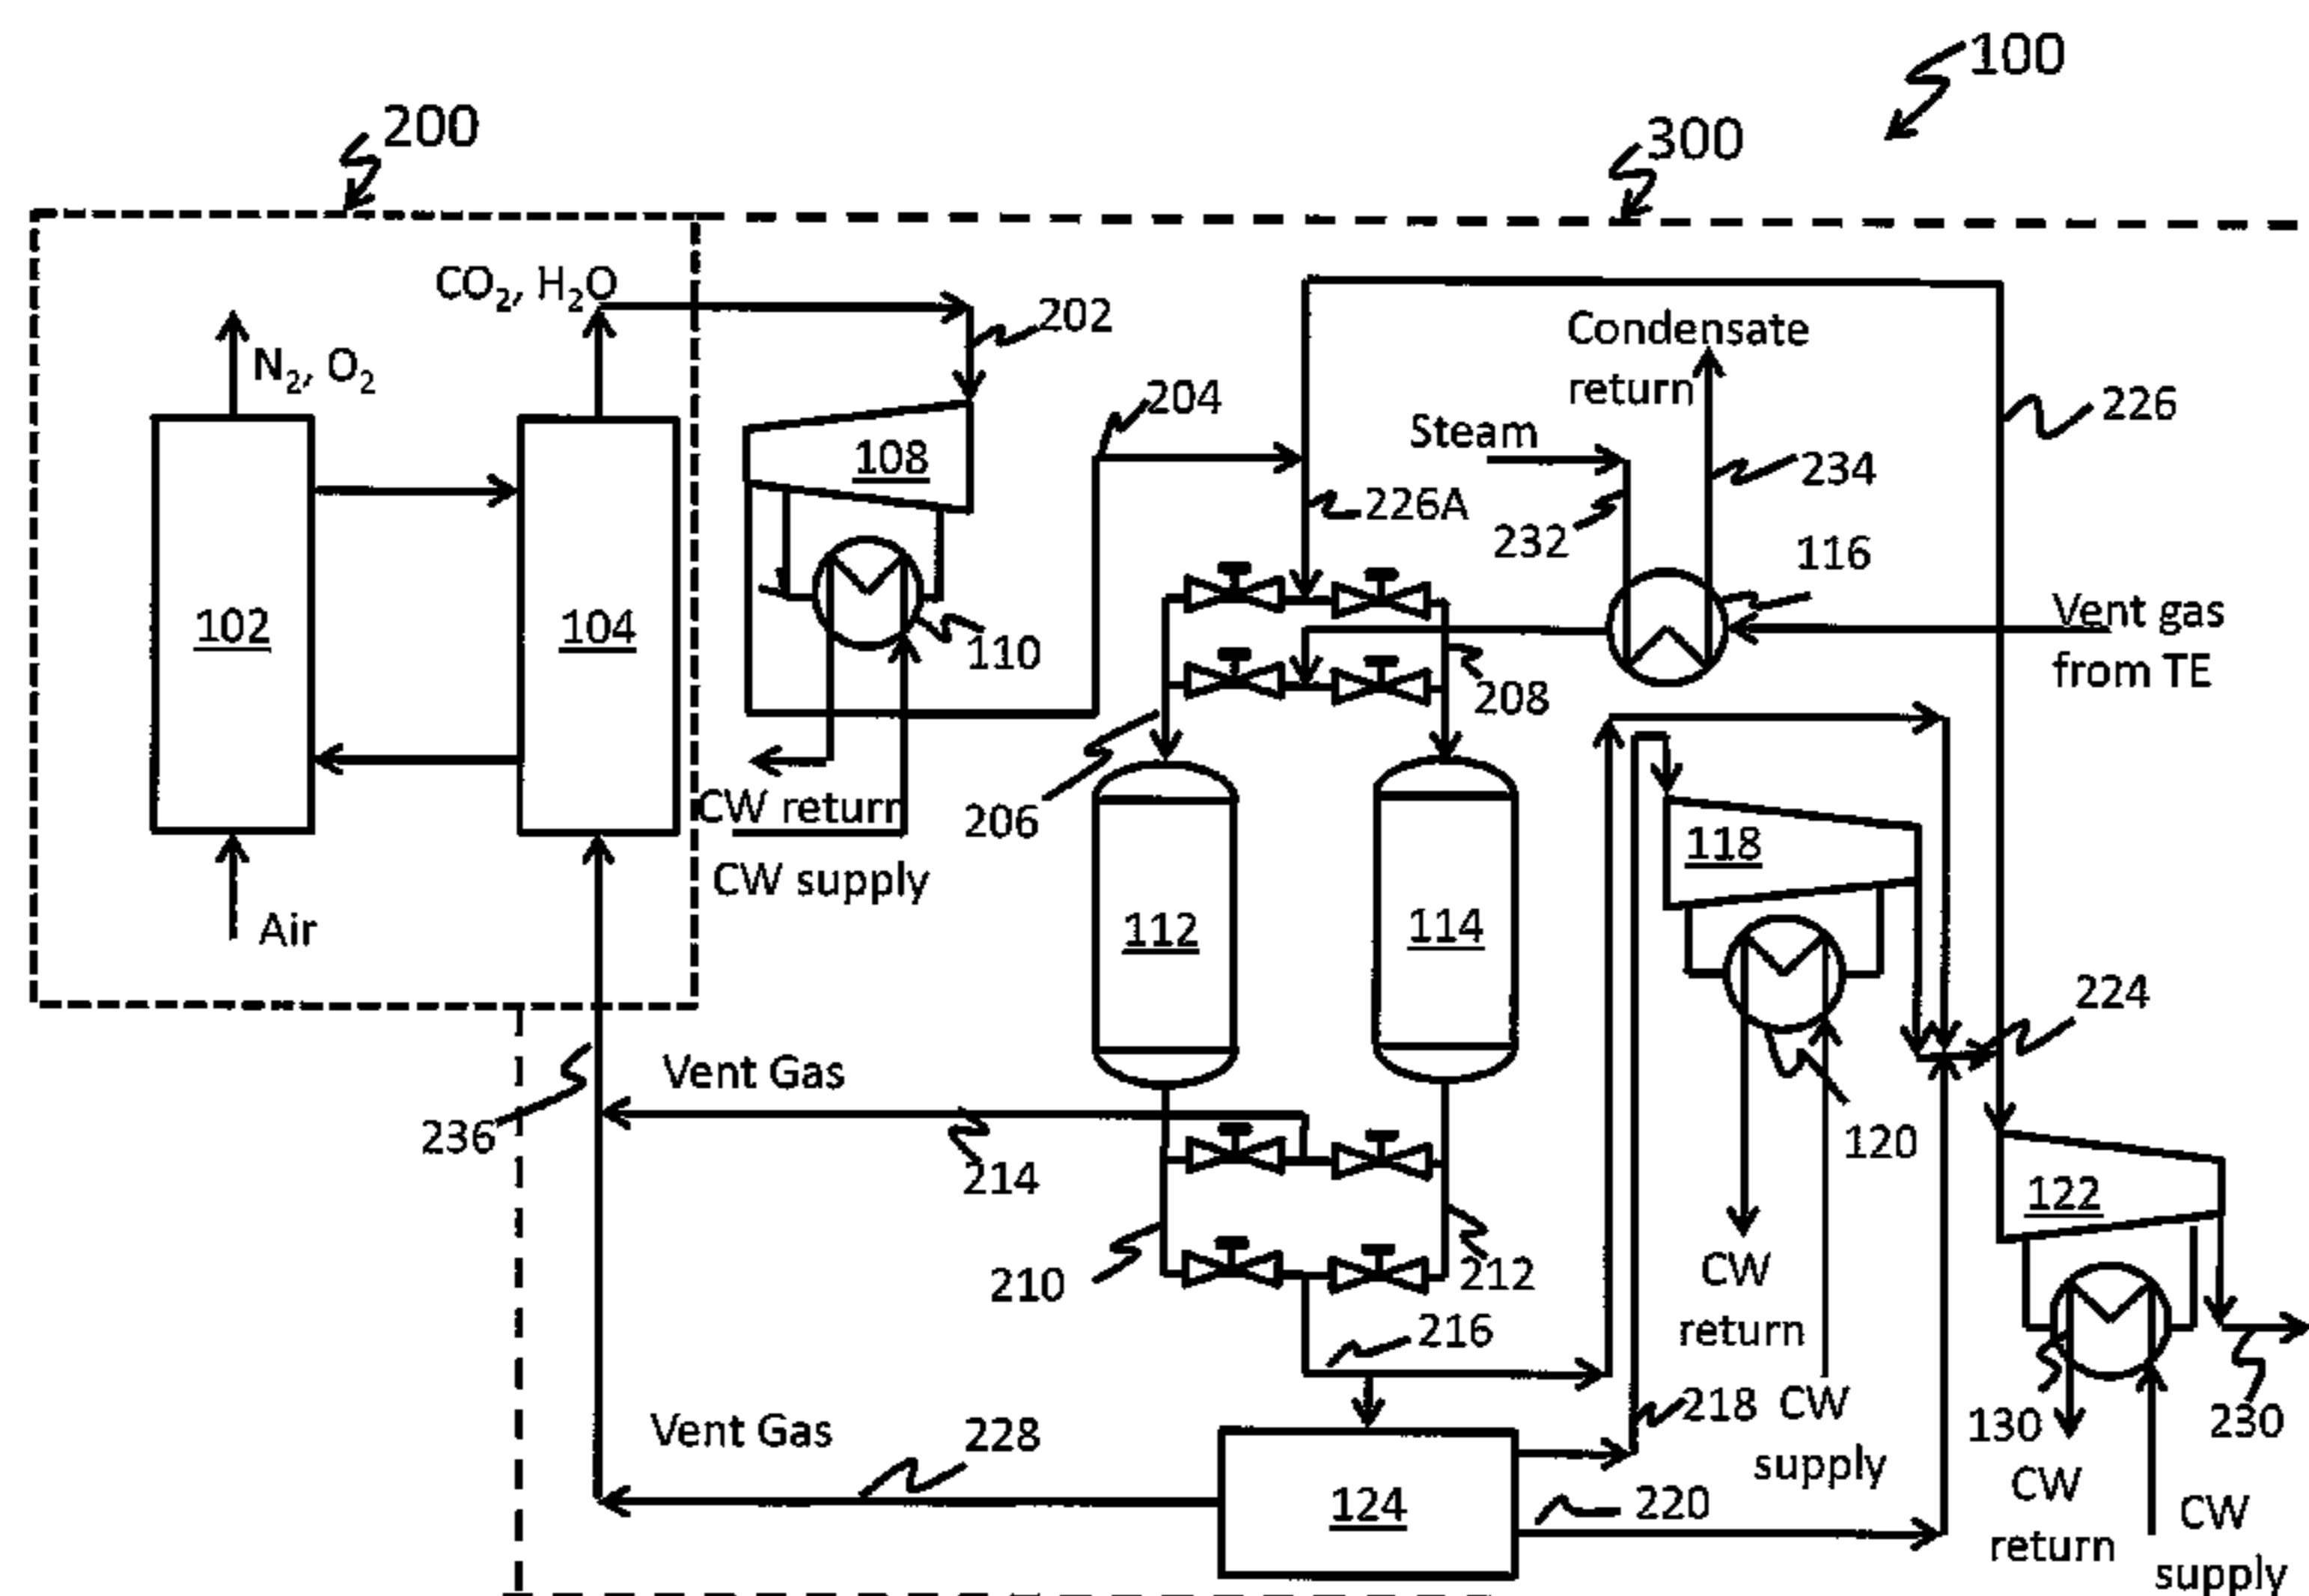 100
200
300
CO2, H2O
202
Condensate
return
N2, O2
204
226
Steam
108
234
226A
232
116
102
104
Vent gas
from TE
110
208
CW return
206
118
CW supply
112
114
Air
224
Vent Gas
236
120
214
122
210
212
CW
return
216
218
CW
supply
130
230
Vent Gas
228
CW
return
124
220
CW
supply